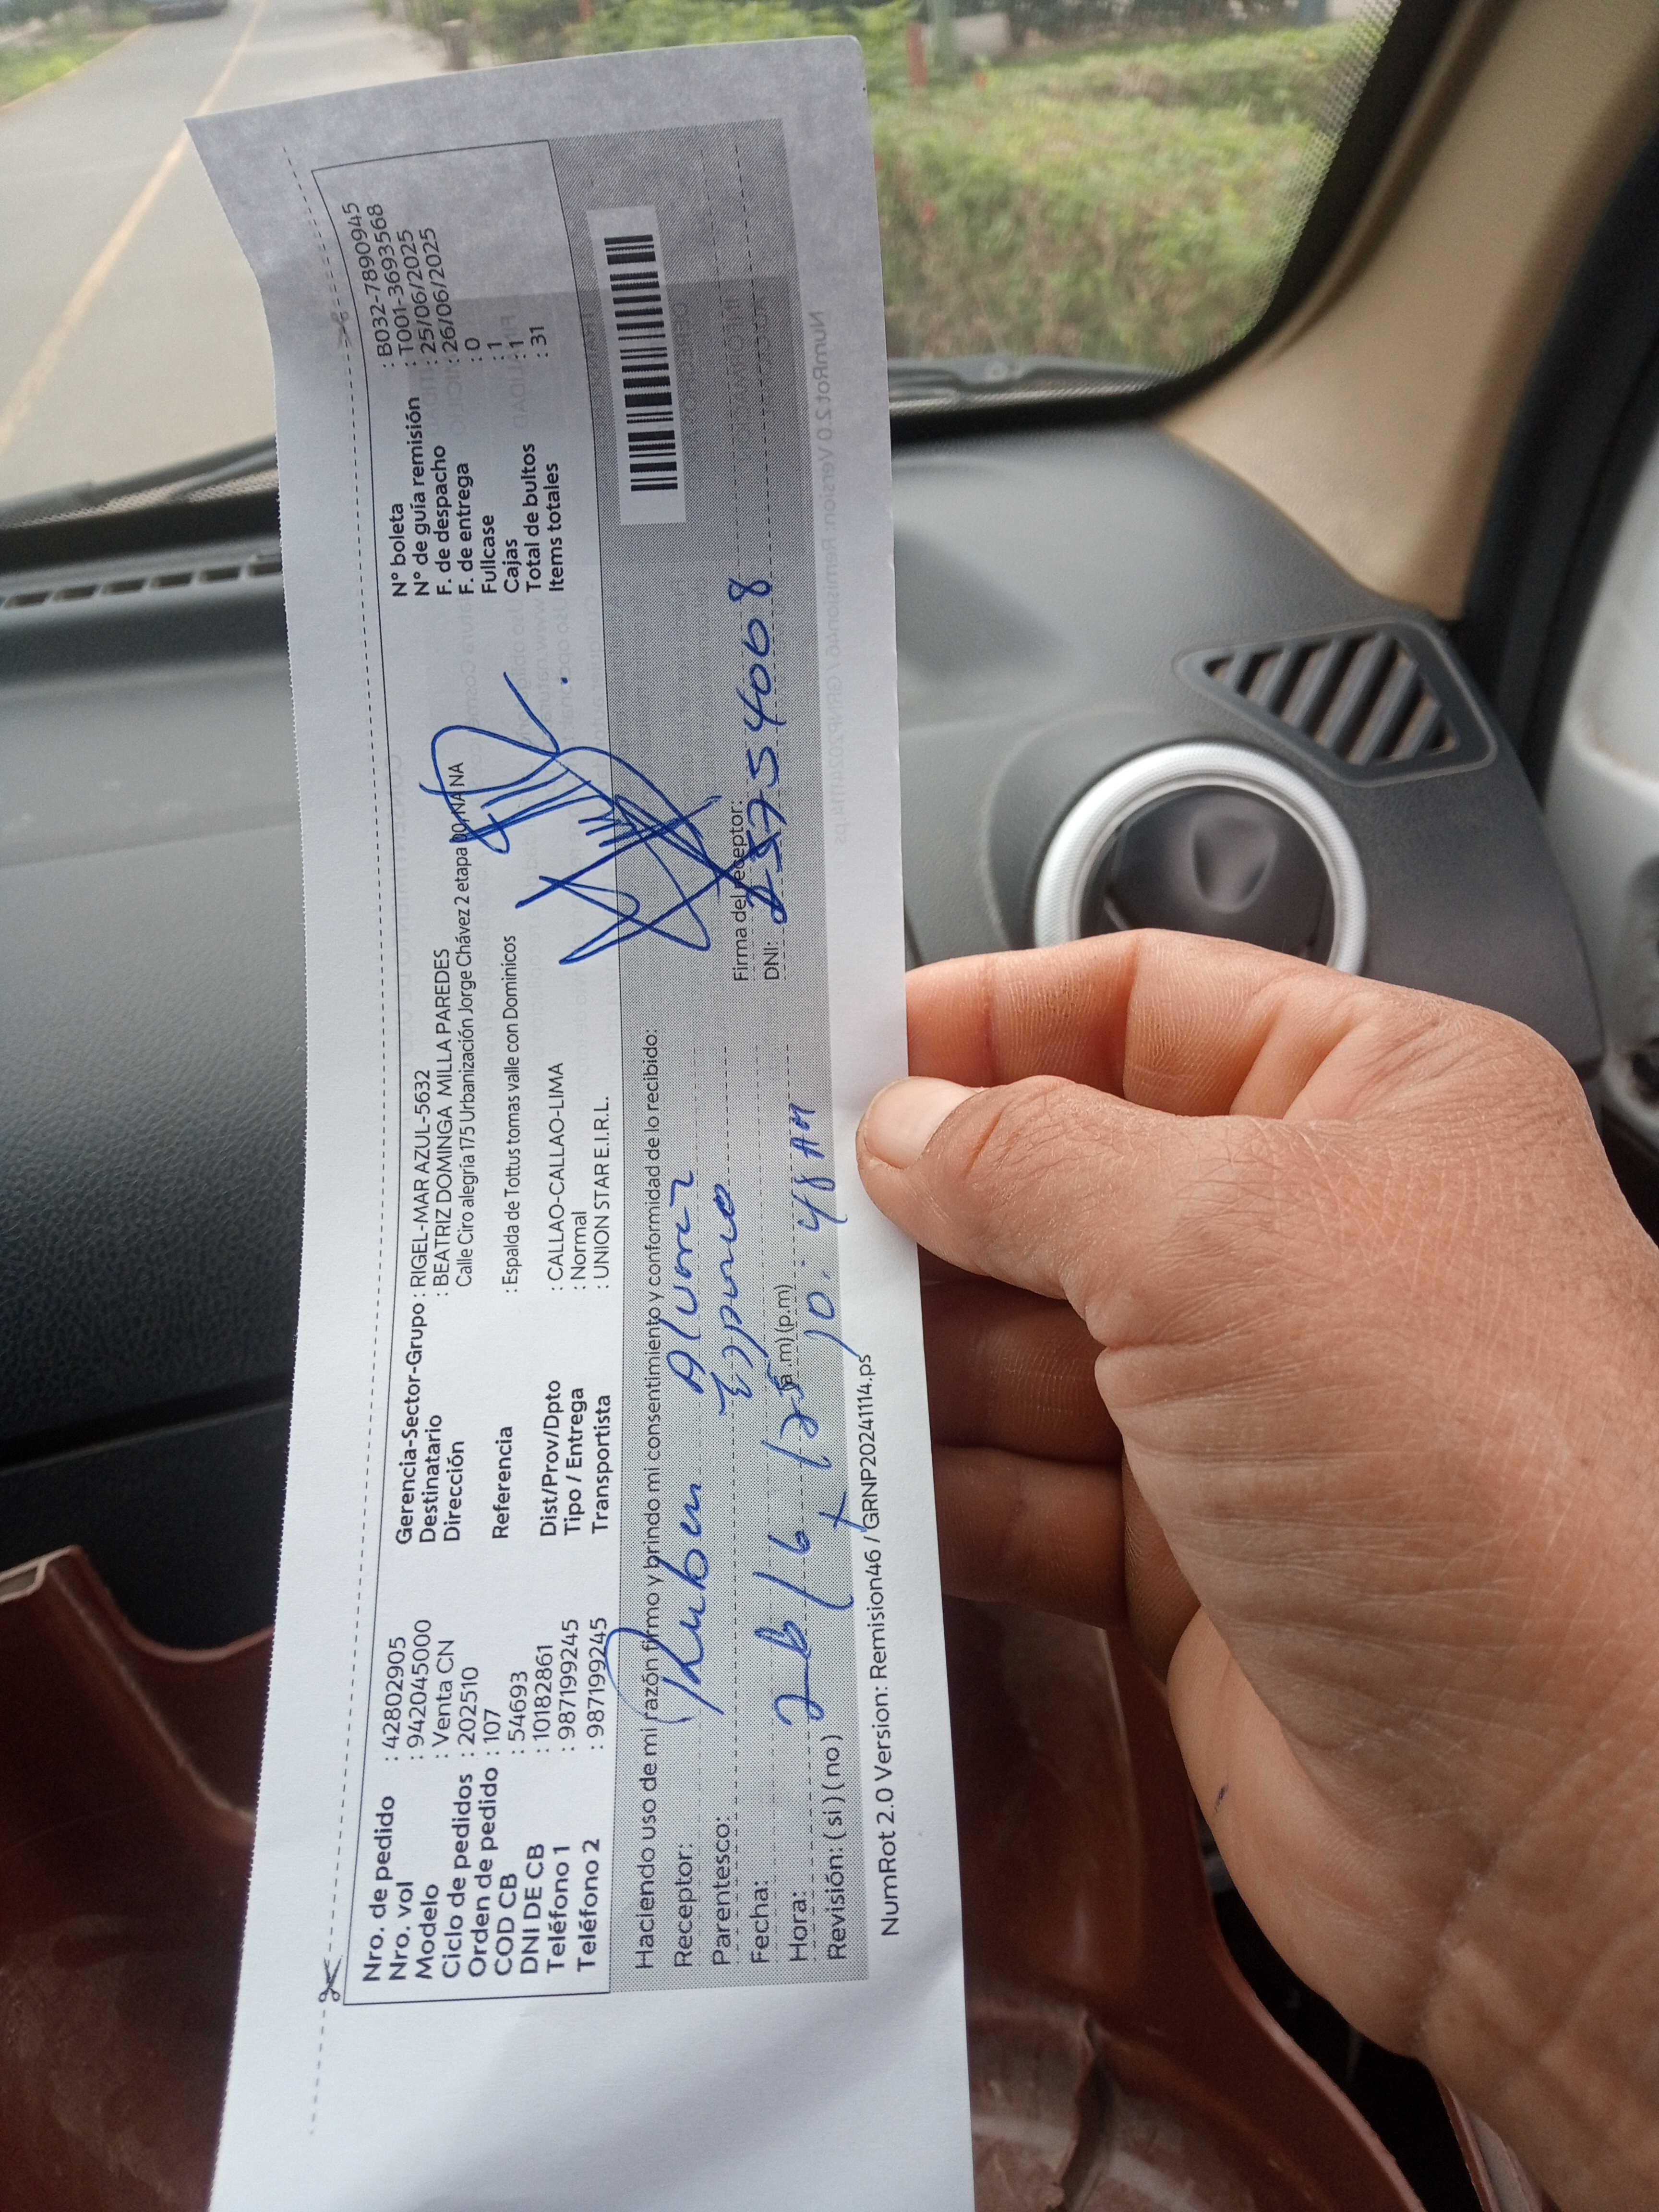 Nro. de pedido : 42802905
Nro. vol : 942045000
Modelo : Venta CN
Ciclo de pedidos : 202510
Orden de pedido : 107
COD CB : 54693
DNI DE CB : 10182861
Teléfono 1 : 987199245
Teléfono 2 : 987199245
Gerencia-Sector-Grupo : RIGEL-MAR AZUL-5632
Destinatario : BEATRIZ DOMINGA MILLA PAREDES
Dirección Calle Ciro alegría 175 Urbanización Jorge Chávez 2 etapa 00, NA NA
Referencia : Espalda de Tottus tomas valle con Dominicos
Dist/Prov/Dpto : CALLAO-CALLAO-LIMA
Tipo / Entrega : Normal
Transportista : UNION STAR E.I.R.L.
N° boleta : B032-7890945
N° de guía remisión : T001-3693568
F. de despacho : 25/06/2025
F. de entrega : 26/06/2025
Fullcase : 0
Cajas : 1
Total de bultos : 1
Items totales : 31
Haciendo uso de mi razón firmo y brindo mi consentimiento y conformidad de lo recibido:
Receptor: Ruben Alvarez
Parentesco: Esposo
Firma del receptor:
Fecha: 26/6/25
DNI: 25754068
Hora: (a.m) (p.m) 10:48 AM
Revisión: (si) (no)
NumRot 2.0 Version: Remision46 / GRNP20241114.ps